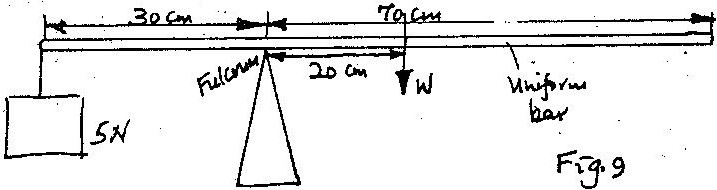 30 cm
70 cm
Fulcrum
20 cm
W
Uniform
bar
5N
Fig. 9